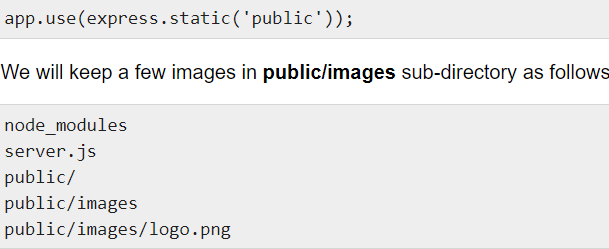 app.use(express.static('public'));
We will keep a few images in public/images sub-directory as follows
node_modules
server.js
public/
public/images
public/images/logo.png